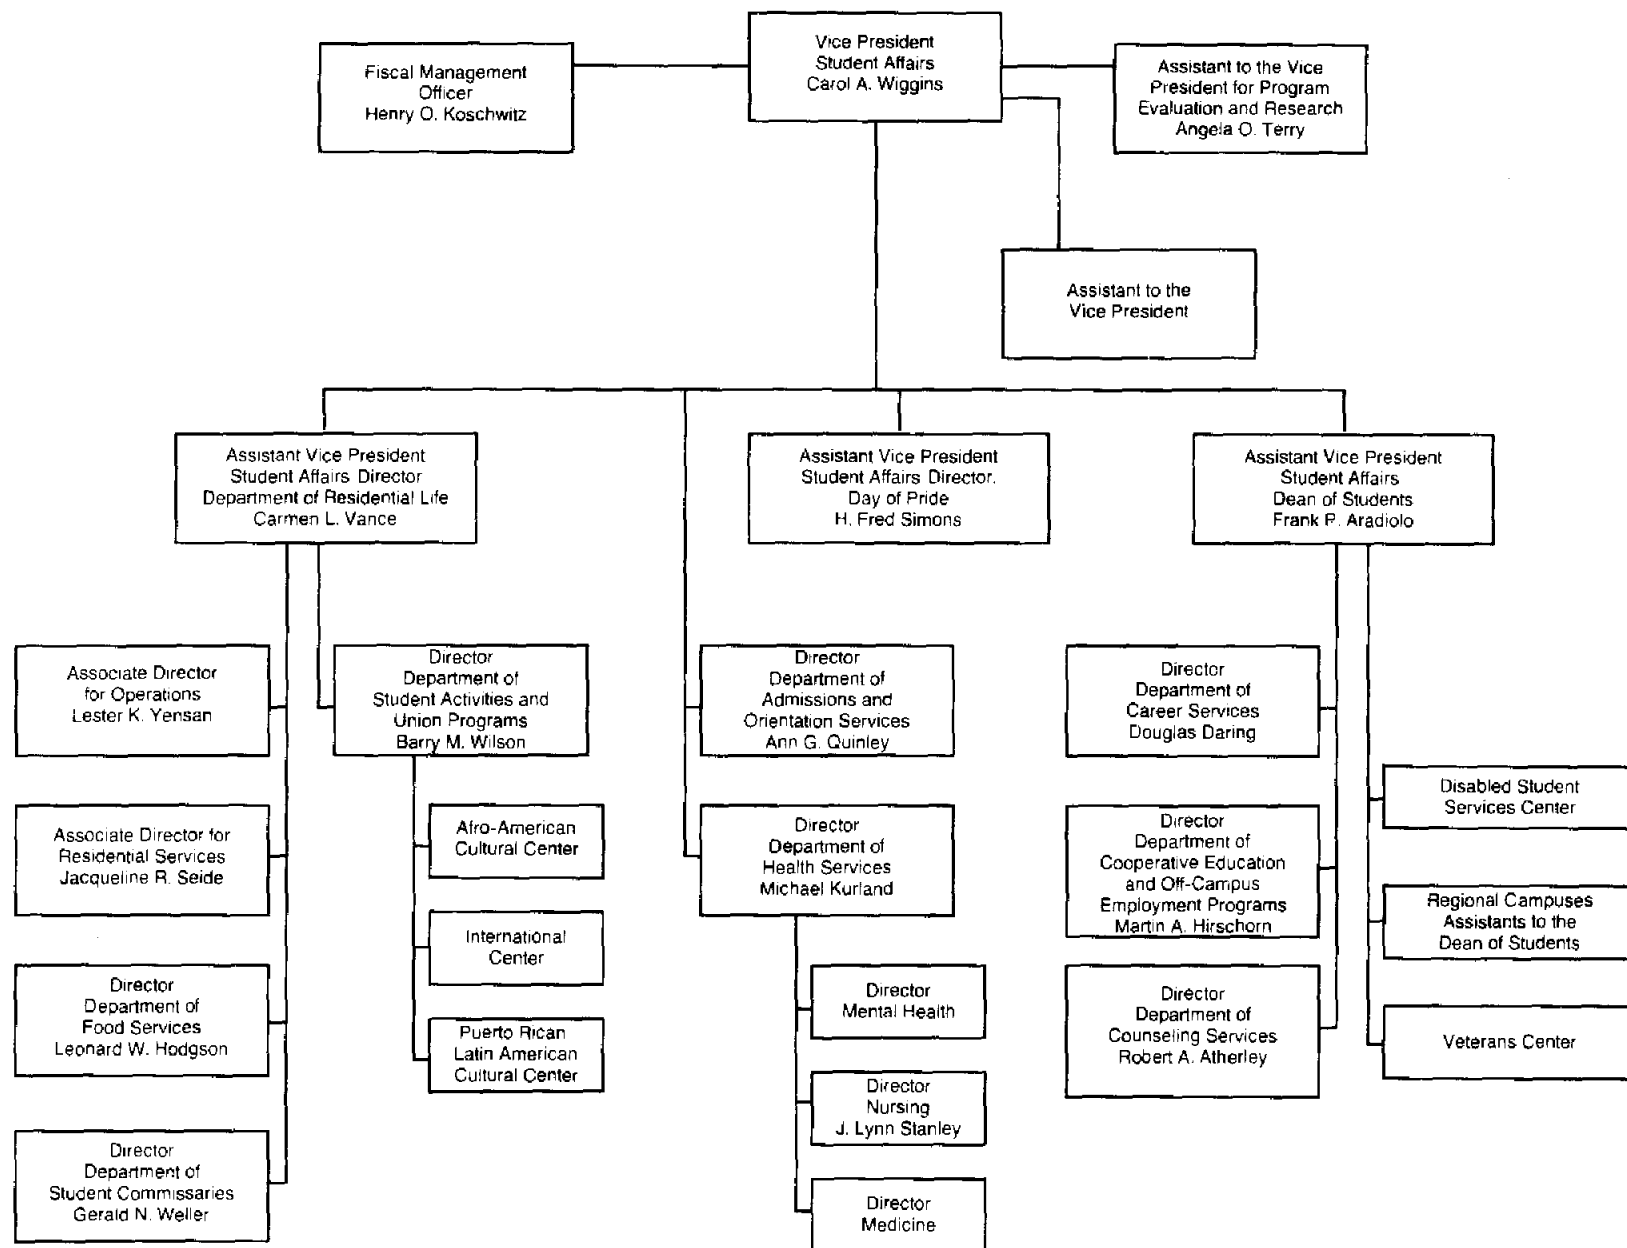 Vice President
Student Affairs
Carol A. Wiggins
Fiscal Management
Officer
Henry O. Koschwitz
Assistant to the Vice
President for Program
Evaluation and Research
Angela O. Terry
Assistant to the
Vice President
Assistant Vice President
Student Affairs Director
Department of Residential Life
Carmen L. Vance
Assistant Vice President
Student Affairs Director.
Day of Pride
H. Fred Simons
Assistant Vice President
Student Affairs
Dean of Students
Frank P. Aradiolo
Associate Director
for Operations
Lester K. Yensan
Director
Department of
Student Activities and
Union Programs
Barry M. Wilson
Director
Department of
Admissions and
Orientation Services
Ann G. Quinley
Director
Department of
Career Services
Douglas Daring
Disabled Student
Services Center
Associate Director for
Residential Services
Jacqueline R. Seide
Afro-American
Cultural Center
Director
Department of
Health Services
Michael Kurland
Director
Department of
Cooperative Education
and Off-Campus
Employment Programs
Martin A. Hirschorn
Regional Campuses
Assistants to the
Dean of Students
International
Center
Director
Department of
Food Services
Leonard W. Hodgson
Puerto Rican
Latin American
Cultural Center
Director
Mental Health
Director
Department of
Counseling Services
Robert A. Atherley
Veterans Center
Director
Nursing
J. Lynn Stanley
Director
Department of
Student Commissaries
Gerald N. Weller
Director
Medicine